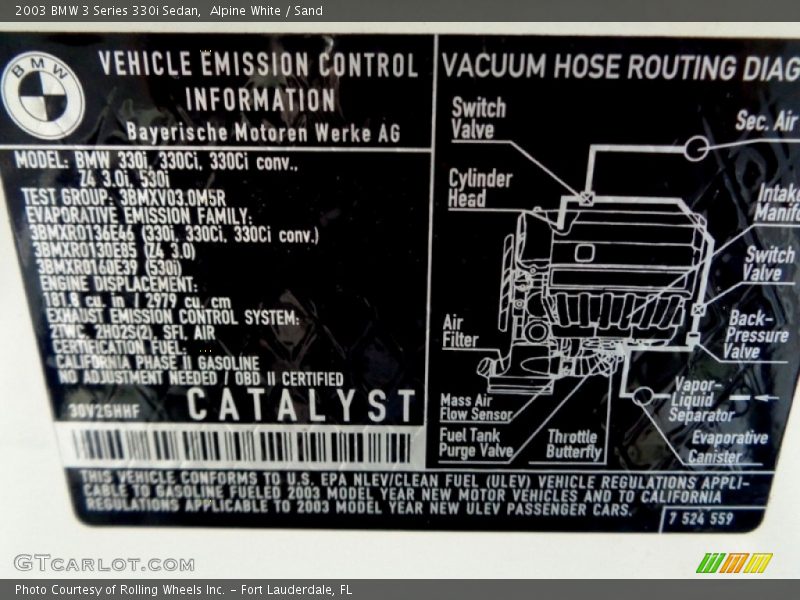 2003 BMW 3 Series 330i Sedan, Alpine White / Sand
BMW
VEHICLE EMISSION CONTROL
INFORMATION
Bayerische Motoren Werke AG
MODEL: BMW 330i, 330Ci, 330Ci conv.,
Z4 3.0i, 530i
TEST GROUP: 3BMXV03.0M5R
EVAPORATIVE EMISSION FAMILY:
3BMXR0136E46 (330i, 330Ci, 330Ci conv.)
3BMXR0130E85 (Z4 3.0)
3BMXR0160E39 (530i)
ENGINE DISPLACEMENT:
181.8 cu. in / 2979 cu. cm
EXHAUST EMISSION CONTROL SYSTEM:
2TWC, 2HO2S(2), SFI, AIR
CERTIFICATION FUEL:
CALIFORNIA PHASE II GASOLINE
NO ADJUSTMENT NEEDED / OBD II CERTIFIED
30V2GHHF
CATALYST
VACUUM HOSE ROUTING DIAG
Switch
Valve
Sec. Air
Cylinder
Head
Intake
Manifo
Switch
Valve
Air
Filter
Back-
Pressure
Valve
Mass Air
Flow Sensor
Vapor-
Liquid
Separator
Fuel Tank
Purge Valve
Throttle
Butterfly
Evaporative
Canister
THIS VEHICLE CONFORMS TO U.S. EPA NLEV/CLEAN FUEL (ULEV) VEHICLE REGULATIONS APPLI-
CABLE TO GASOLINE FUELED 2003 MODEL YEAR NEW MOTOR VEHICLES AND TO CALIFORNIA
REGULATIONS APPLICABLE TO 2003 MODEL YEAR NEW ULEV PASSENGER CARS.
7 524 559
GTCARLOT.COM
Photo Courtesy of Rolling Wheels Inc. – Fort Lauderdale, FL